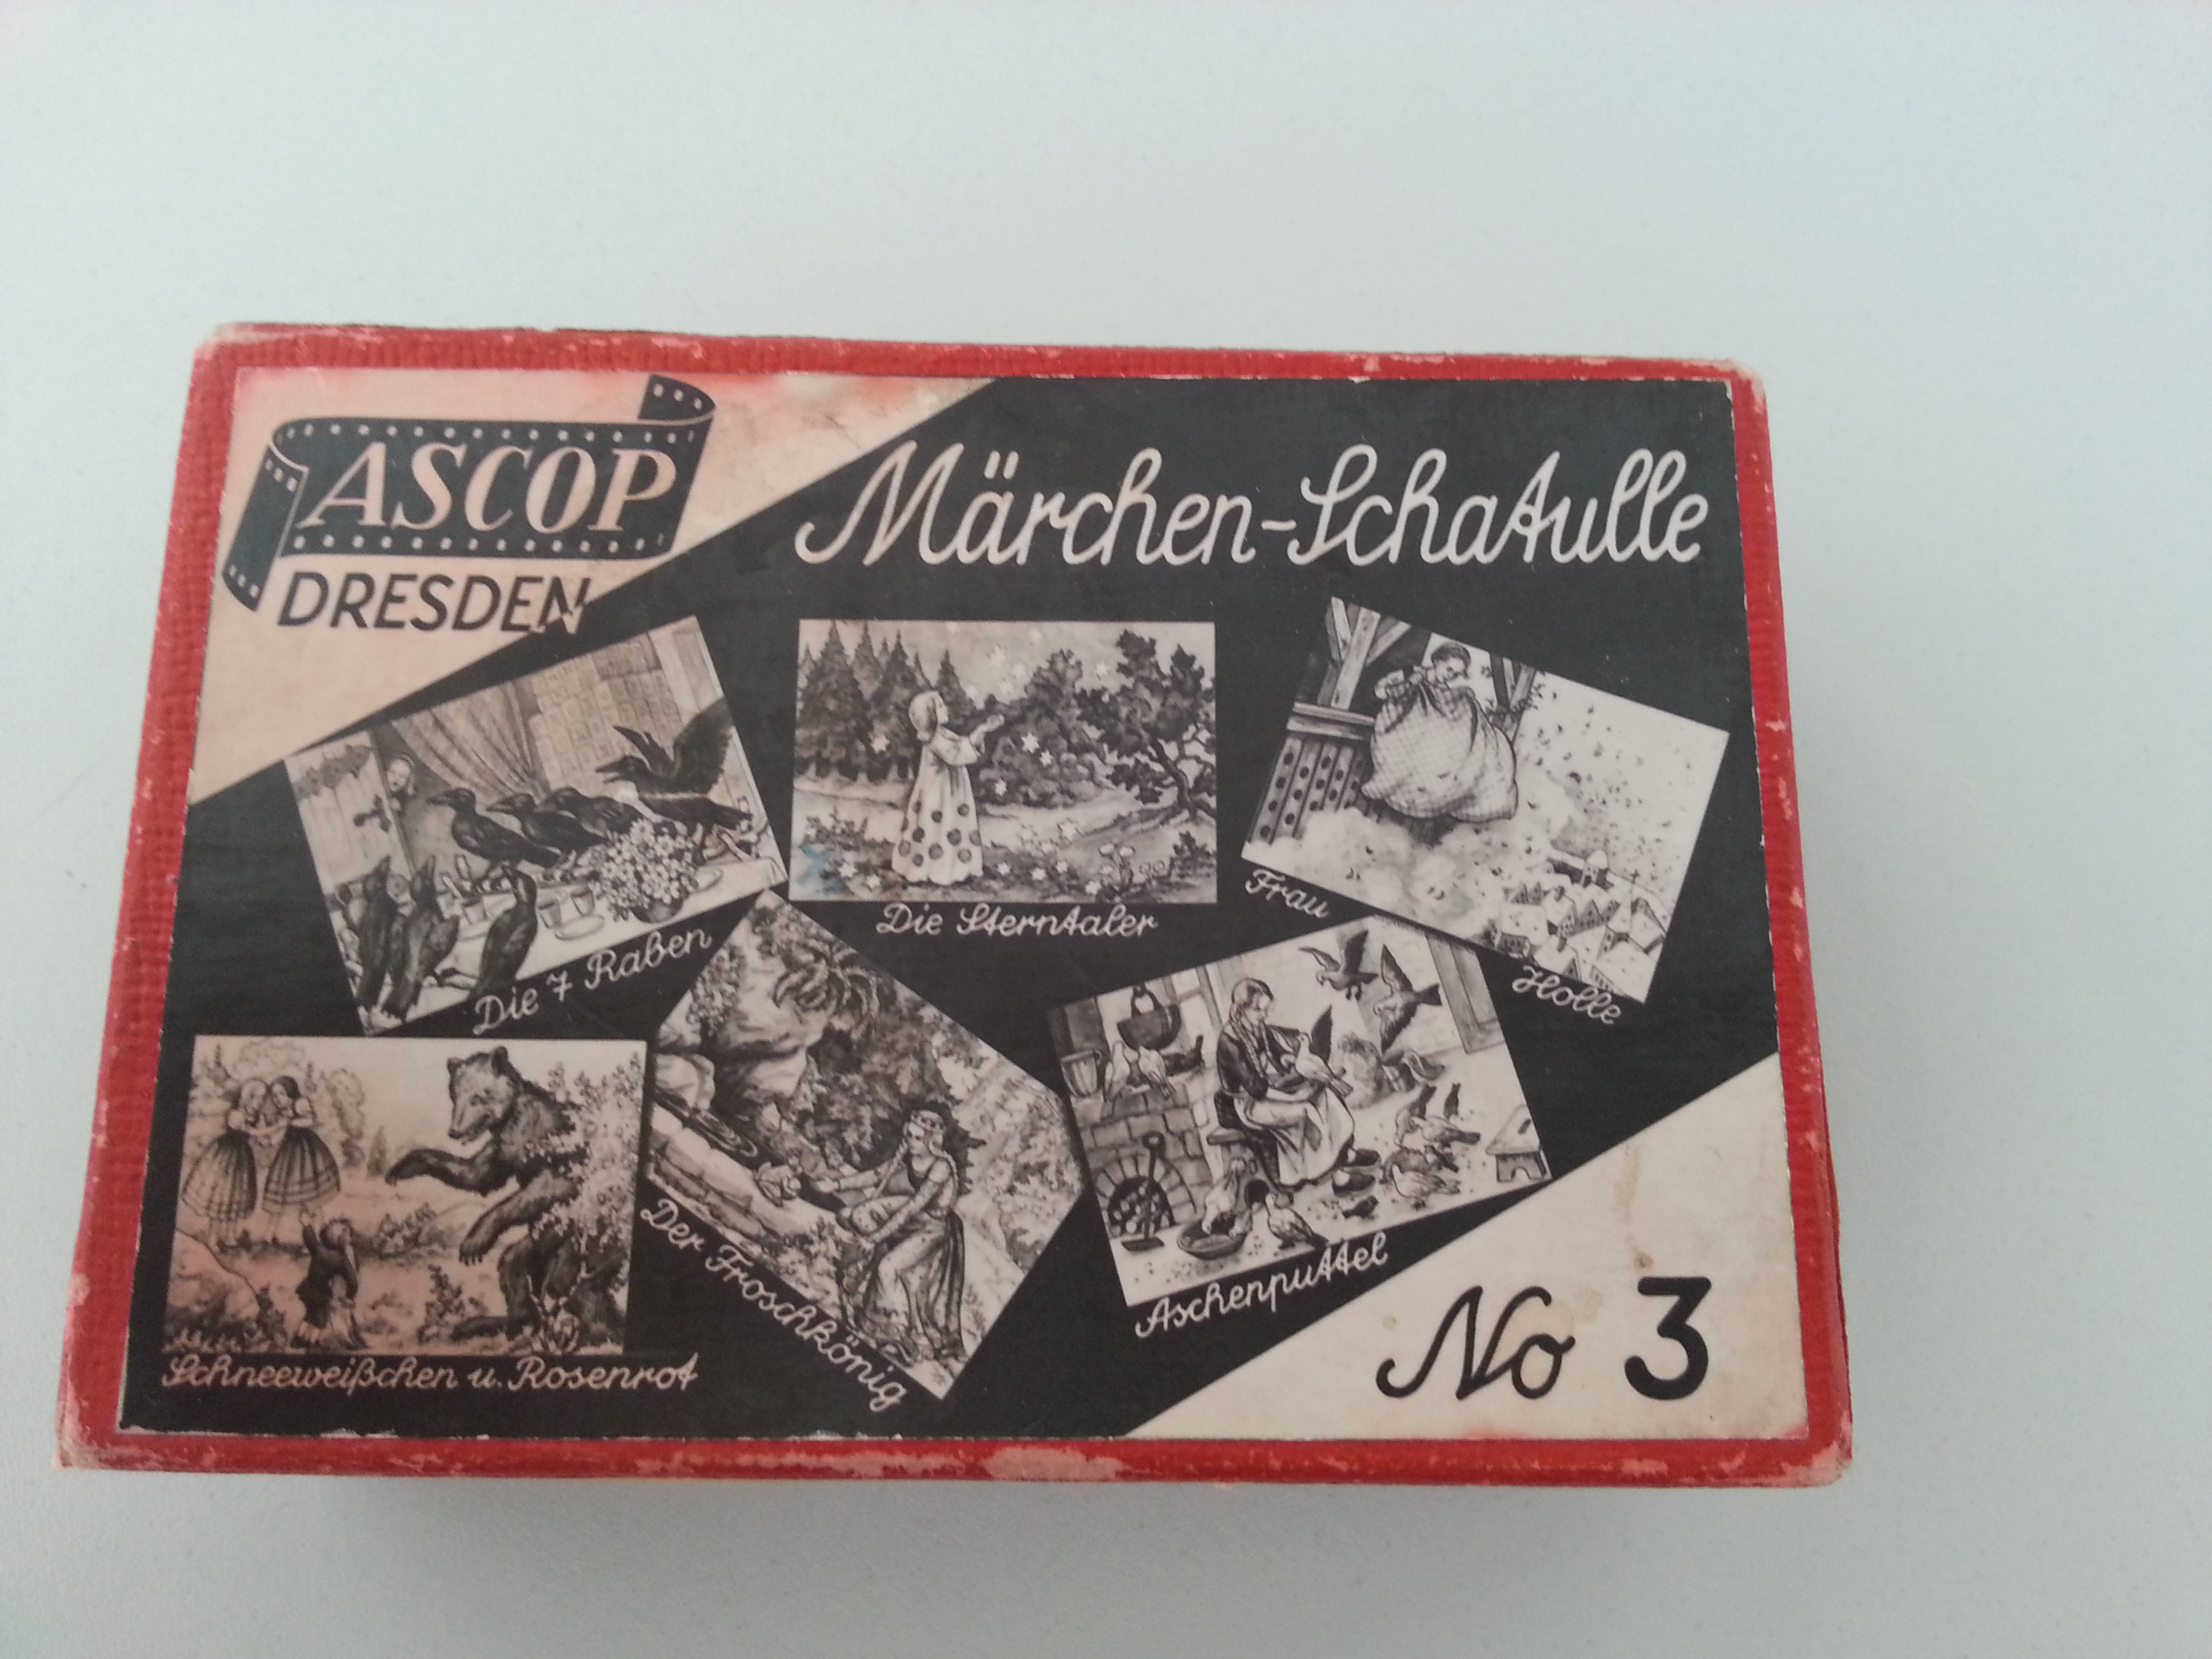 ASCOP
DRESDEN
Märchen-Schatulle
Die 7 Raben
Die Sterntaler
Frau Holle
Schneeweißchen u. Rosenrot
Der Froschkönig
Aschenputtel
No 3